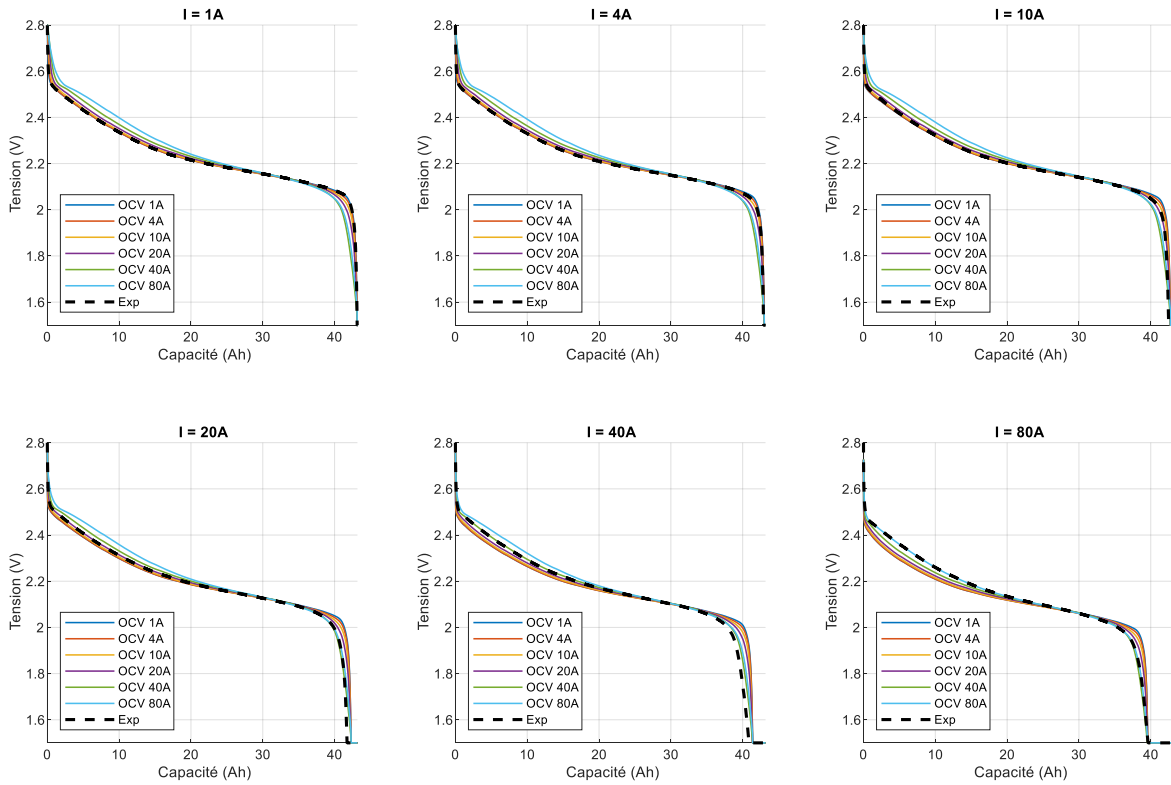 I = 1A
2.8
2.6
2.4
2.2
2
1.8
1.6
Tension (V)
OCV 1A
OCV 4A
OCV 10A
OCV 20A
OCV 40A
OCV 80A
Exp
0 10 20 30 40
Capacité (Ah)
I = 4A
2.8
2.6
2.4
2.2
2
1.8
1.6
Tension (V)
OCV 1A
OCV 4A
OCV 10A
OCV 20A
OCV 40A
OCV 80A
Exp
0 10 20 30 40
Capacité (Ah)
I = 10A
2.8
2.6
2.4
2.2
2
1.8
1.6
Tension (V)
OCV 1A
OCV 4A
OCV 10A
OCV 20A
OCV 40A
OCV 80A
Exp
0 10 20 30 40
Capacité (Ah)
I = 20A
2.8
2.6
2.4
2.2
2
1.8
1.6
Tension (V)
OCV 1A
OCV 4A
OCV 10A
OCV 20A
OCV 40A
OCV 80A
Exp
0 10 20 30 40
Capacité (Ah)
I = 40A
2.8
2.6
2.4
2.2
2
1.8
1.6
Tension (V)
OCV 1A
OCV 4A
OCV 10A
OCV 20A
OCV 40A
OCV 80A
Exp
0 10 20 30 40
Capacité (Ah)
I = 80A
2.8
2.6
2.4
2.2
2
1.8
1.6
Tension (V)
OCV 1A
OCV 4A
OCV 10A
OCV 20A
OCV 40A
OCV 80A
Exp
0 10 20 30 40
Capacité (Ah)